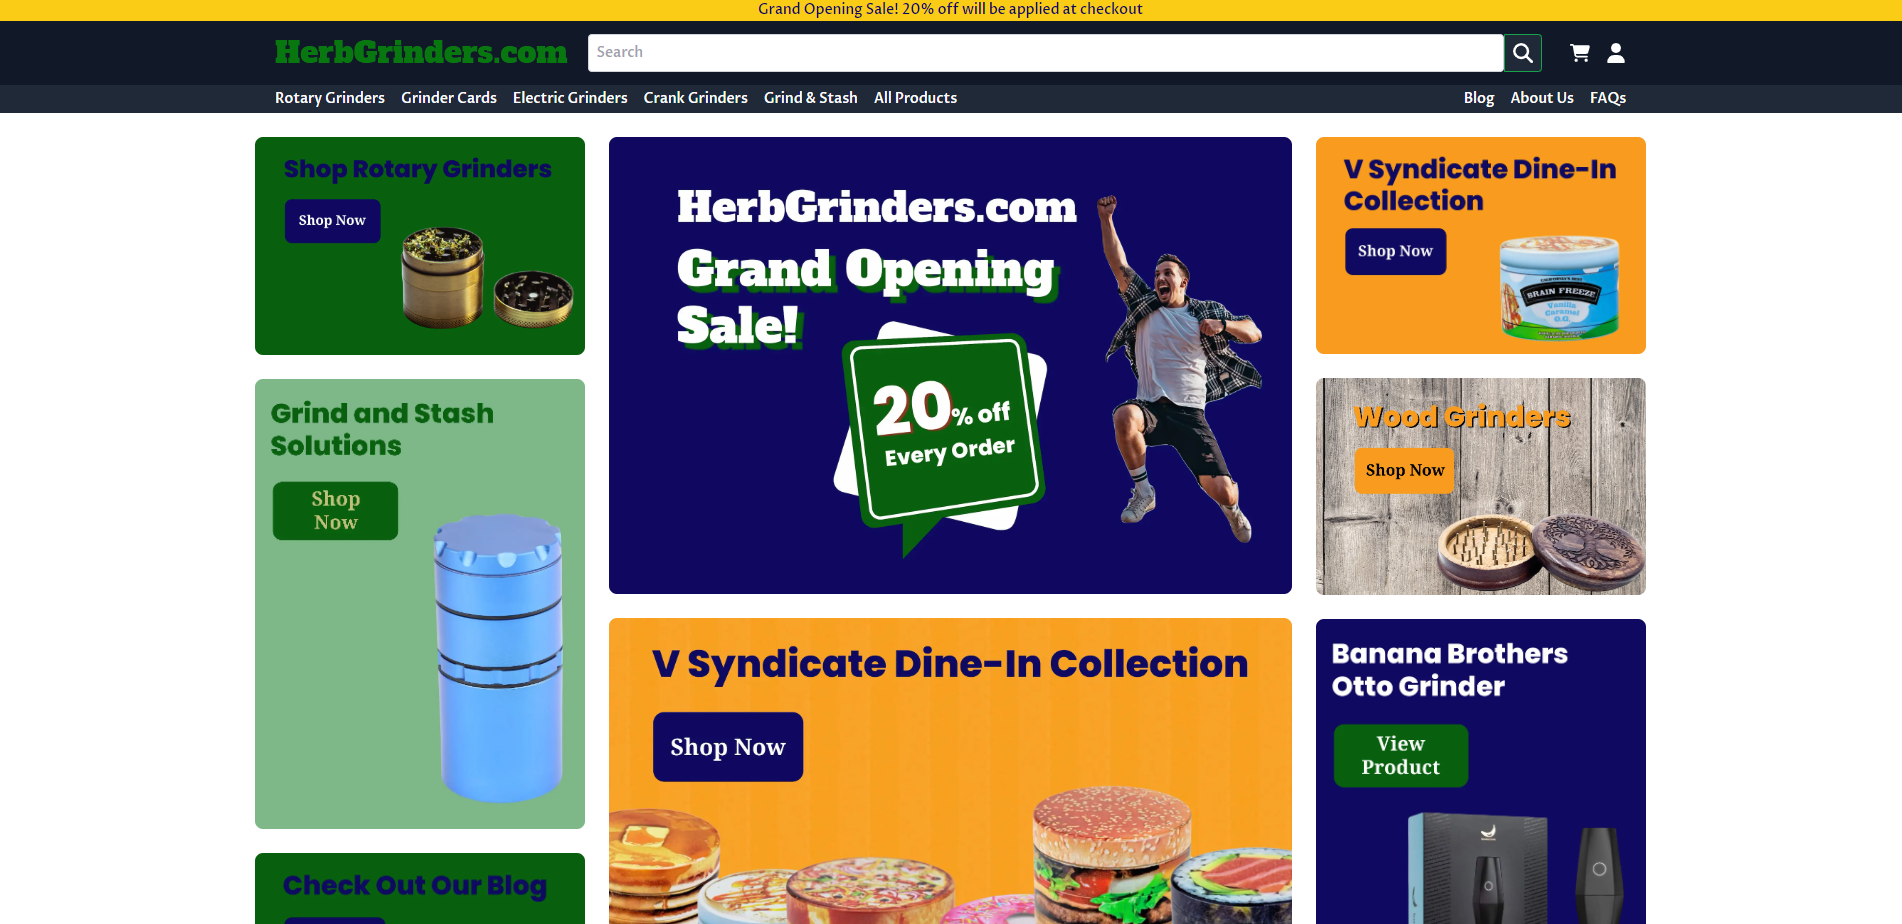 Grand Opening Sale! 20% off will be applied at checkout
HerbGrinders.com
Search
Rotary Grinders Grinder Cards Electric Grinders Crank Grinders Grind & Stash All Products Blog About Us FAQs
Shop Rotary Grinders
Shop Now
Grind and Stash
Solutions
Shop
Now
Check Out Our Blog
HerbGrinders.com
Grand Opening
Sale!
20% off
Every Order
V Syndicate Dine-In Collection
Shop Now
V Syndicate Dine-In
Collection
Shop Now
BRAIN FREEZE
Vanilla
Caramel
O.G.
Wood Grinders
Shop Now
Banana Brothers
Otto Grinder
View
Product